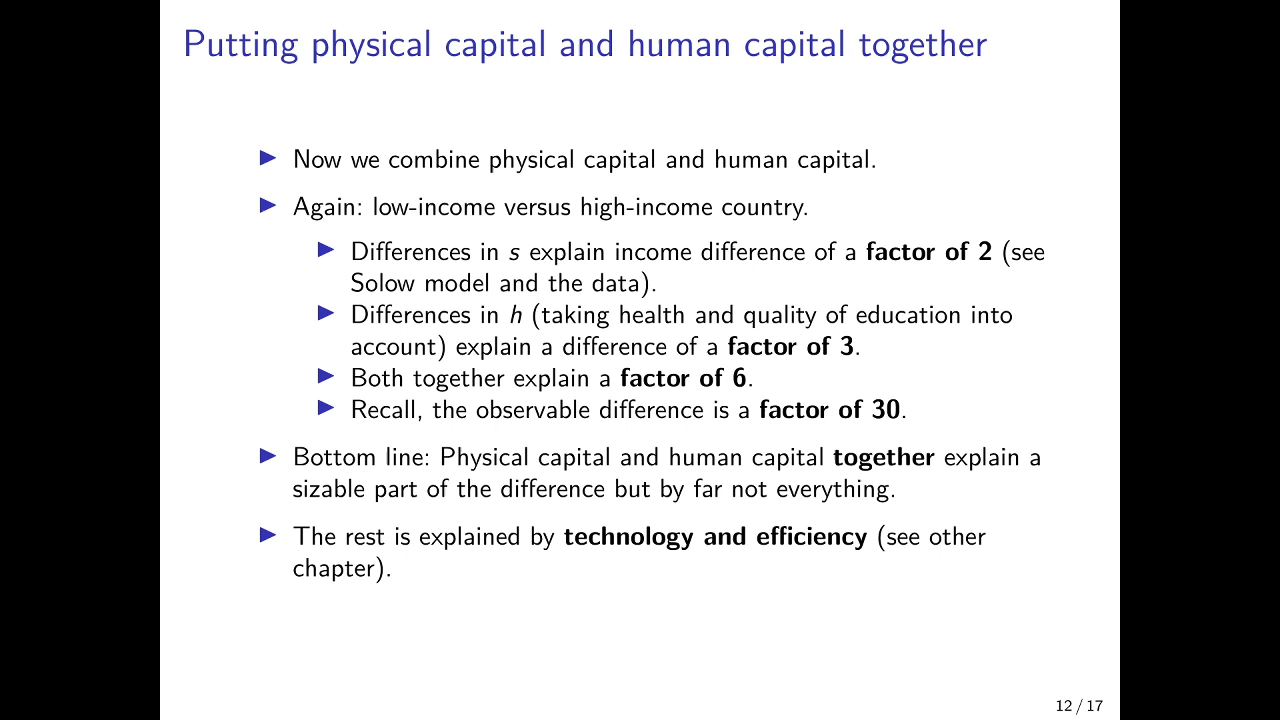 Putting physical capital and human capital together
▶ Now we combine physical capital and human capital.
▶ Again: low-income versus high-income country.
▶ Differences in s explain income difference of a factor of 2 (see
Solow model and the data).
▶ Differences in h (taking health and quality of education into
account) explain a difference of a factor of 3.
▶ Both together explain a factor of 6.
▶ Recall, the observable difference is a factor of 30.
▶ Bottom line: Physical capital and human capital together explain a
sizable part of the difference but by far not everything.
▶ The rest is explained by technology and efficiency (see other
chapter).
12 / 17